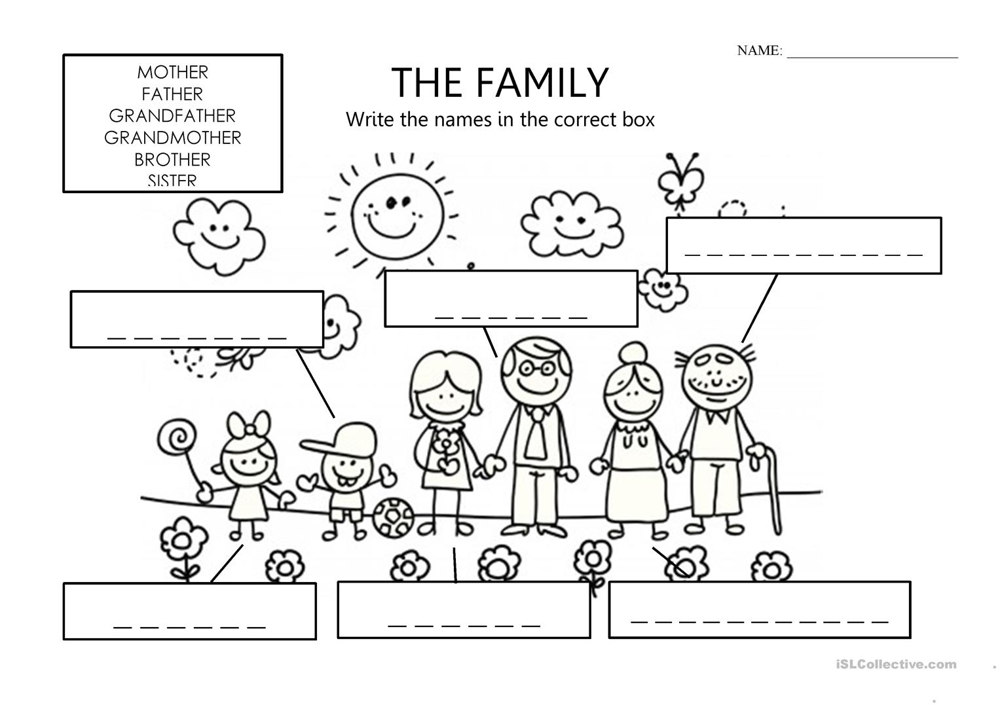 NAME:
MOTHER
FATHER
GRANDFATHER
GRANDMOTHER
BROTHER
SISTER
THE FAMILY
Write the names in the correct box
iSLCollective.com